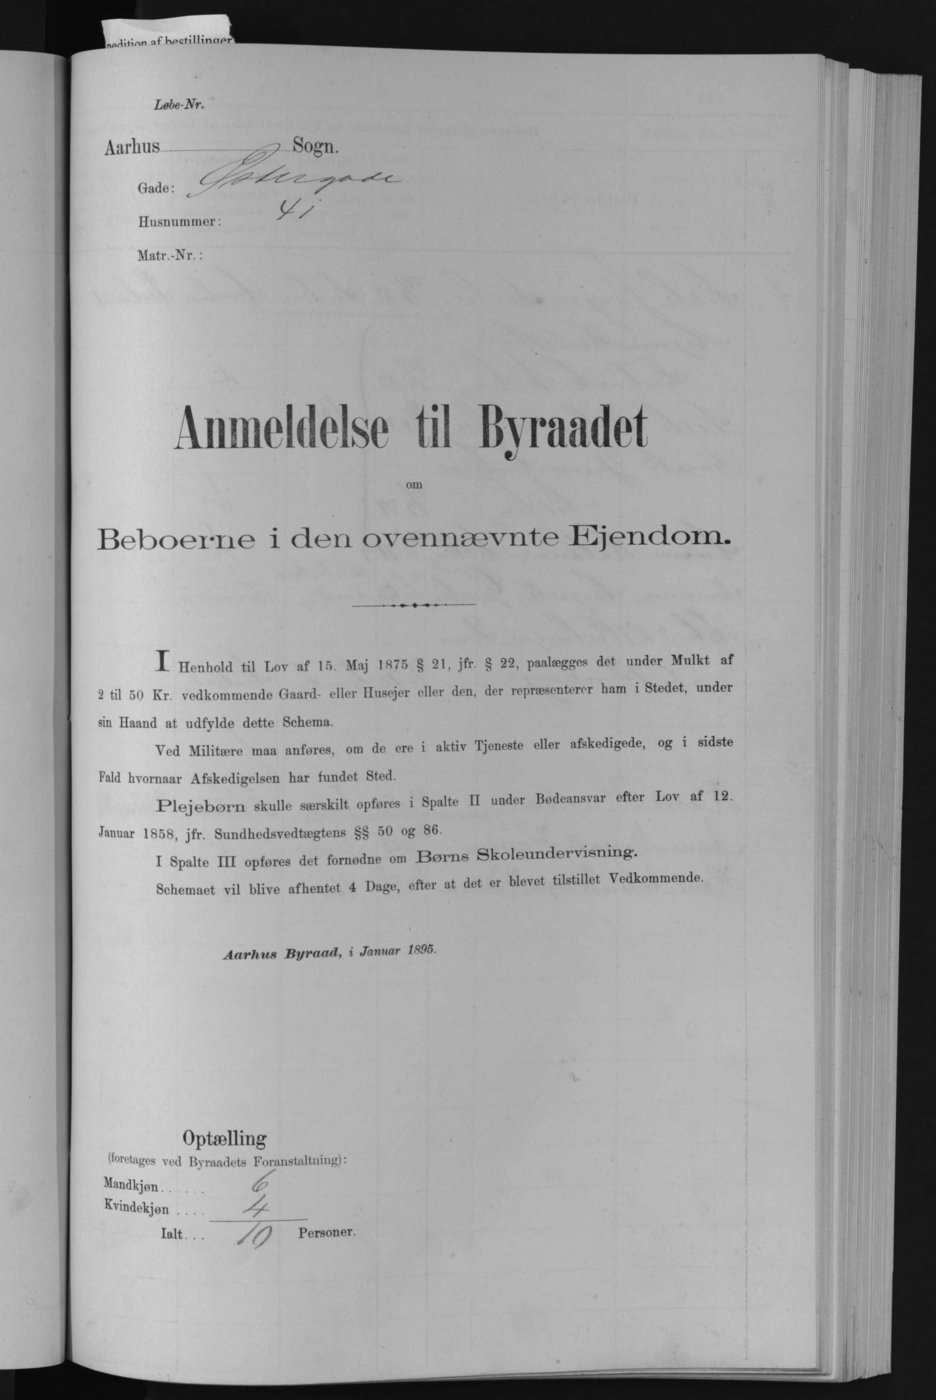 pedition af bestillinger
Løbe-Nr.
Aarhus Sogn.
Gade: Østergade
Husnummer: 41
Matr.-Nr.:
Anmeldelse til Byraadet
om
Beboerne i den ovennævnte Ejendom.
I Henhold til Lov af 15. Maj 1875 § 21, jfr. § 22, paalægges det under Mulkt af
2 til 50 Kr. vedkommende Gaard- eller Husejer eller den, der repræsenterer ham i Stedet, under
sin Haand at udfylde dette Schema.
Ved Militære maa anføres, om de ere i aktiv Tjeneste eller afskedigede, og i sidste
Fald hvornaar Afskedigelsen har fundet Sted.
Plejebørn skulle særskilt opføres i Spalte II under Bødeansvar efter Lov af 12.
Januar 1858, jfr. Sundhedsvedtægtens §§ 50 og 86.
I Spalte III opføres det fornødne om Børns Skoleundervisning.
Schemaet vil blive afhentet 4 Dage, efter at det er blevet tilstillet Vedkommende.
Aarhus Byraad, i Januar 1895.
Optælling
(foretages ved Byraadets Foranstaltning):
Mandkjøn...... 6
Kvindekjøn .... 4
Ialt... 10 Personer.